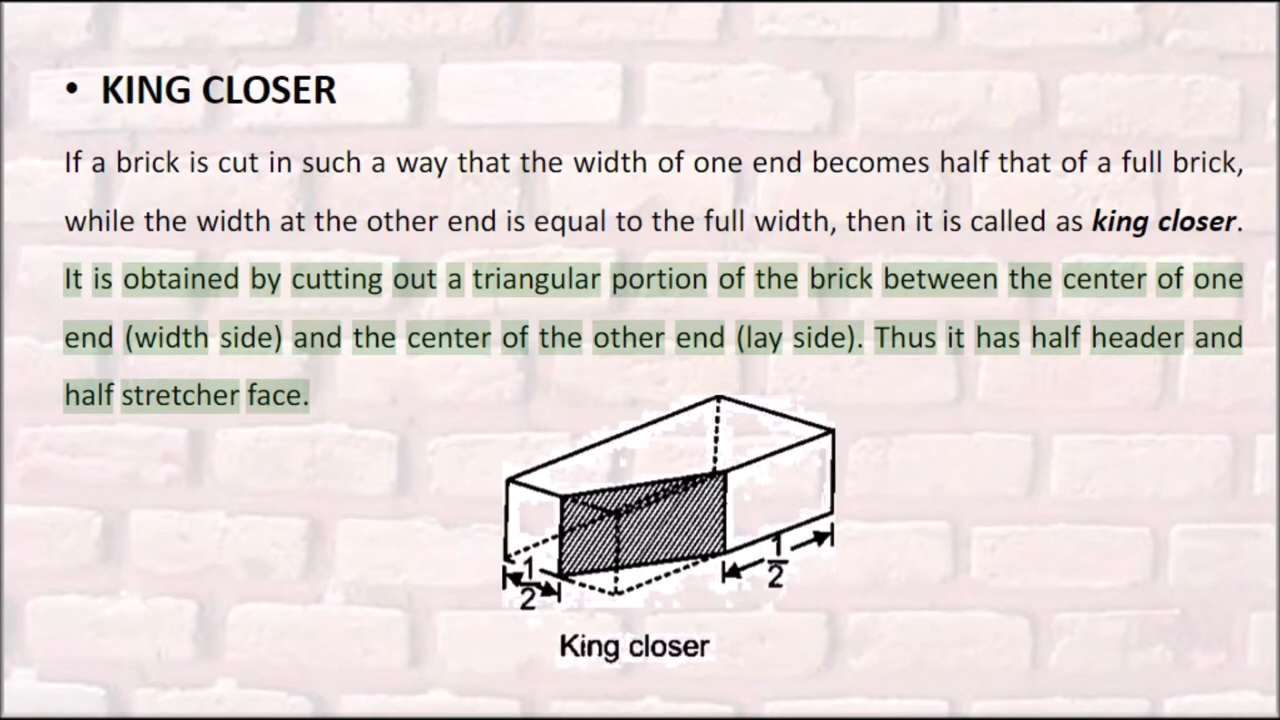 • KING CLOSER
If a brick is cut in such a way that the width of one end becomes half that of a full brick,
while the width at the other end is equal to the full width, then it is called as king closer.
It is obtained by cutting out a triangular portion of the brick between the center of one
end (width side) and the center of the other end (lay side). Thus it has half header and
half stretcher face.
1/2
1/2
King closer